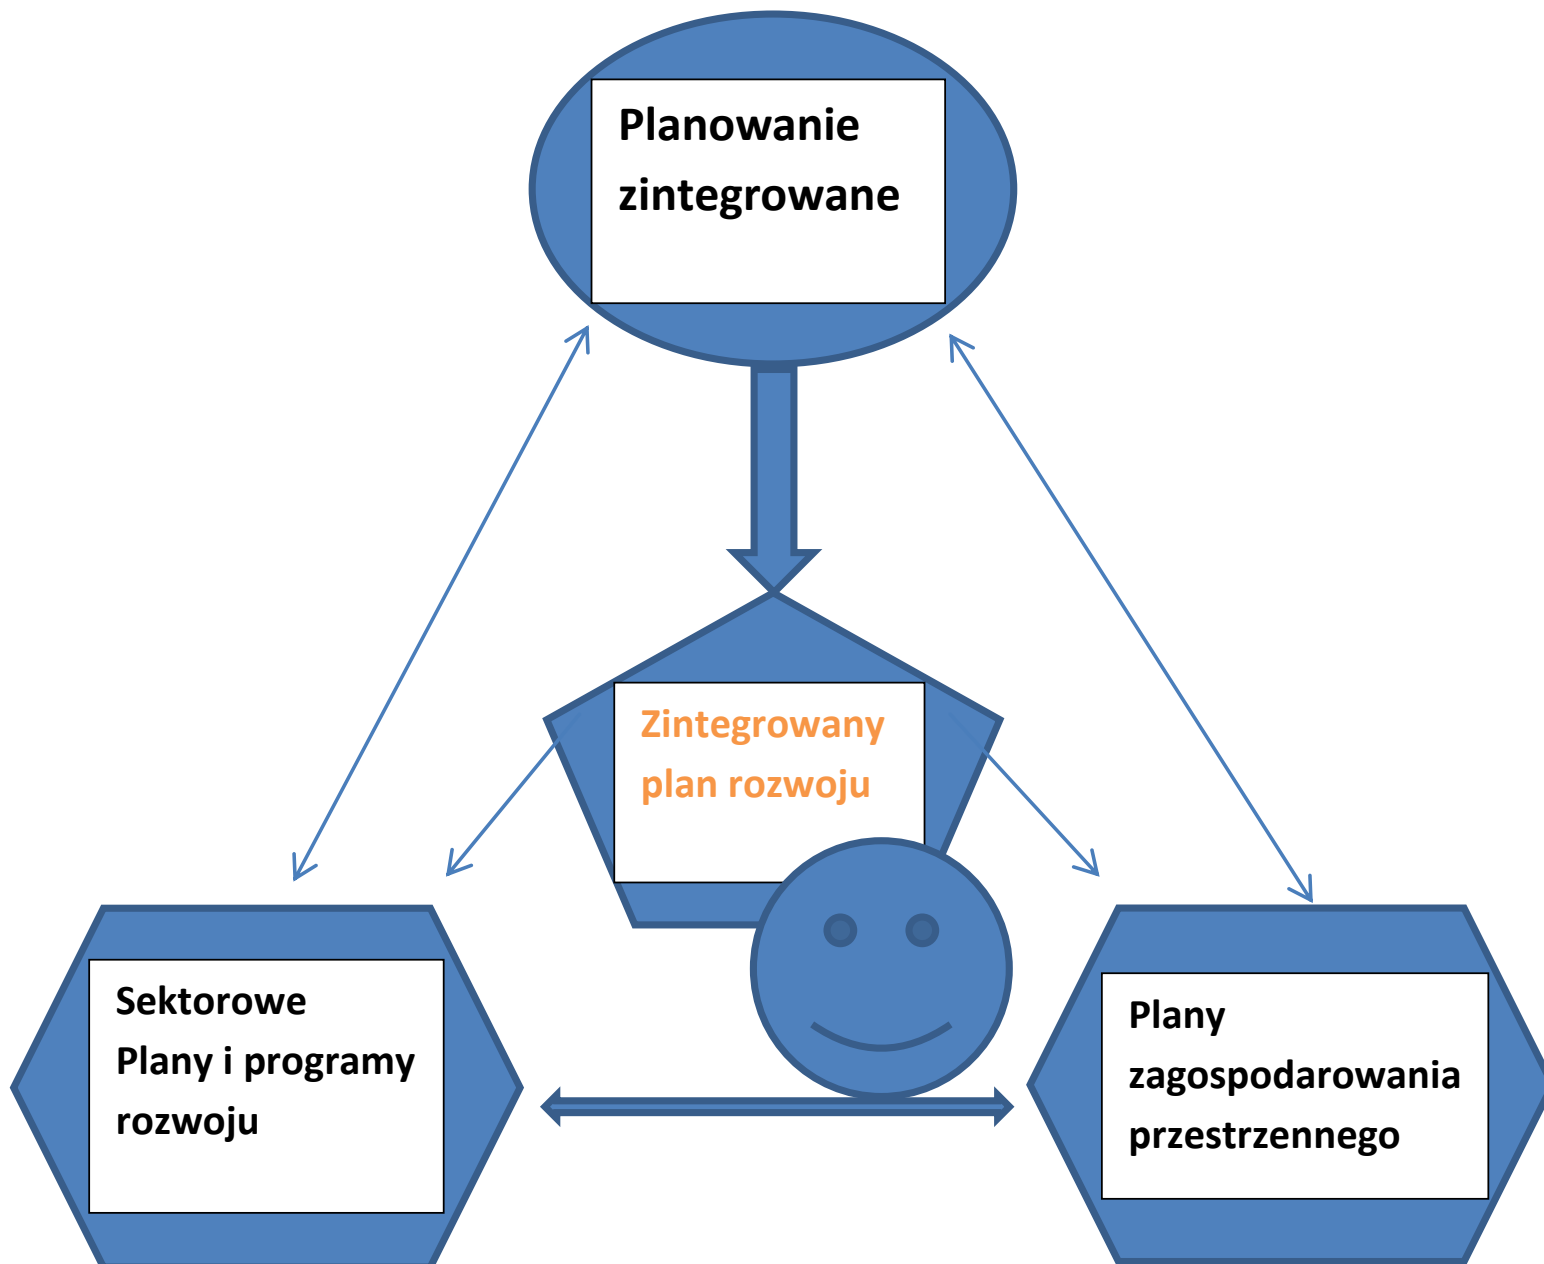 Planowanie
zintegrowane
Zintegrowany
plan rozwoju
Sektorowe
Plany i programy
rozwoju
Plany
zagospodarowania
przestrzennego